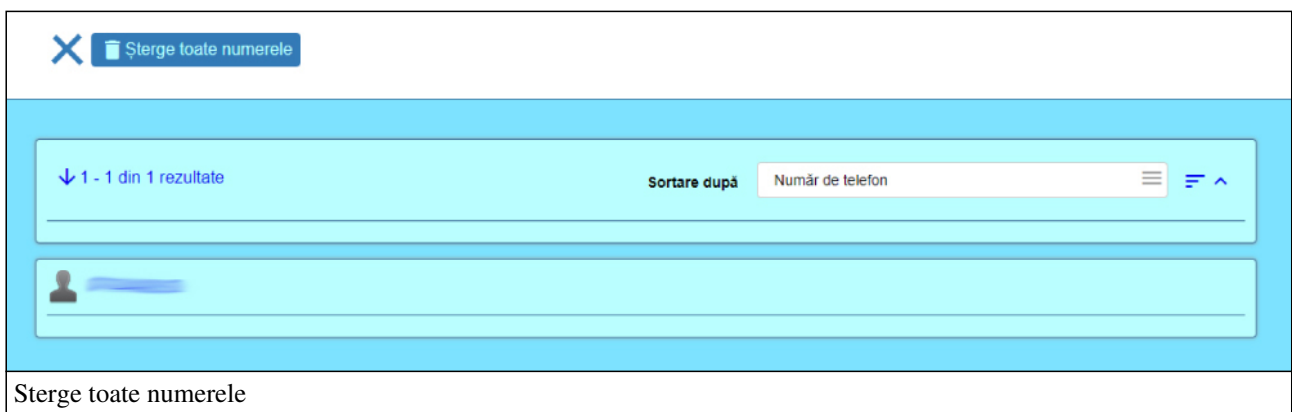 Șterge toate numerele
1 - 1 din 1 rezultate
Sortare după Număr de telefon
Sterge toate numerele